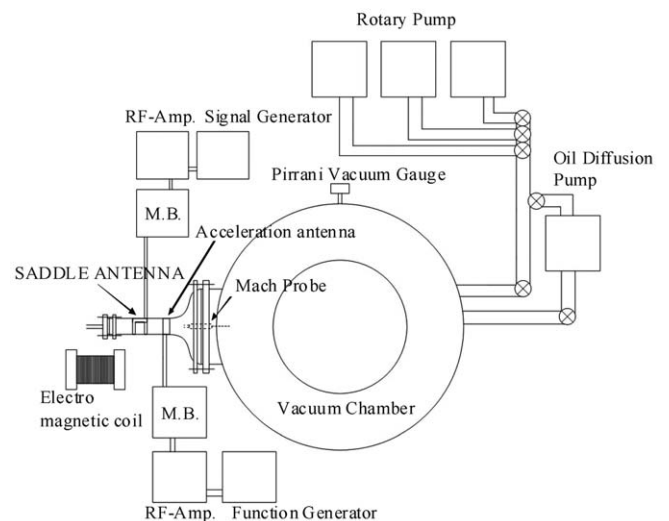 Rotary Pump
RF-Amp. Signal Generator
Pirrani Vacuum Gauge
Oil Diffusion
Pump
M.B.
Acceleration antenna
SADDLE ANTENNA
Mach Probe
Electro
magnetic coil
M.B.
Vacuum Chamber
RF-Amp. Function Generator